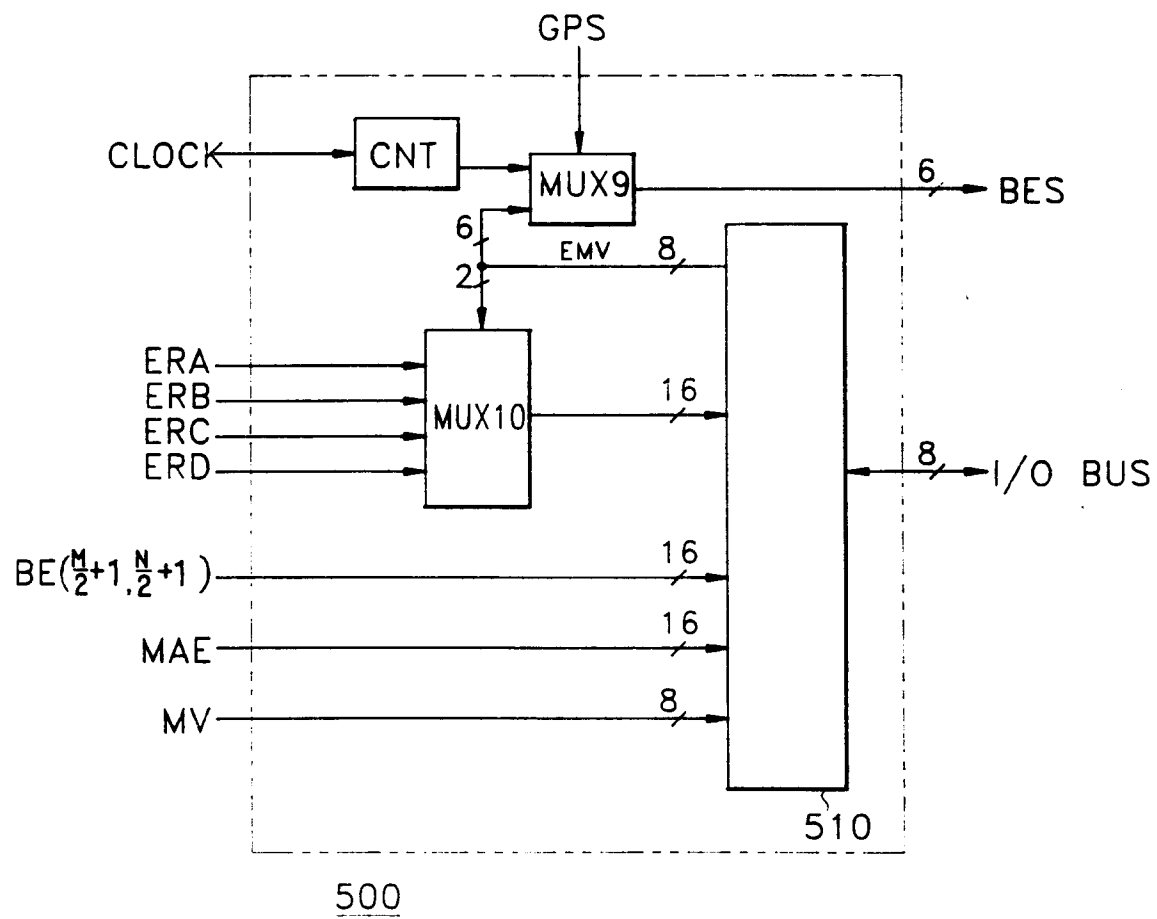 GPS
CLOCK
CNT
MUX9
6
BES
6
EMV
8
2
ERA
ERB
ERC
ERD
MUX10
16
8
I/O BUS
BE(M/2+1,N/2+1)
16
MAE
16
MV
8
510
500